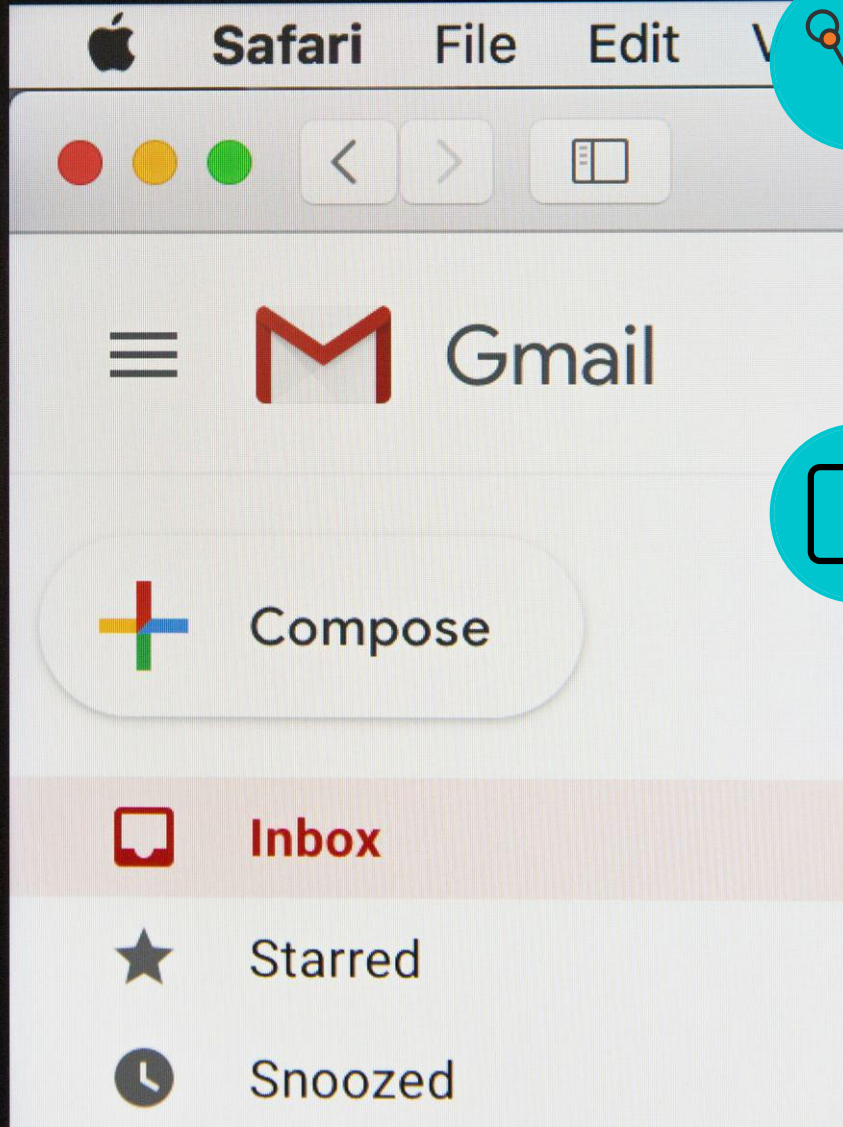 Safari File Edit V
Gmail
Compose
Inbox
Starred
Snoozed